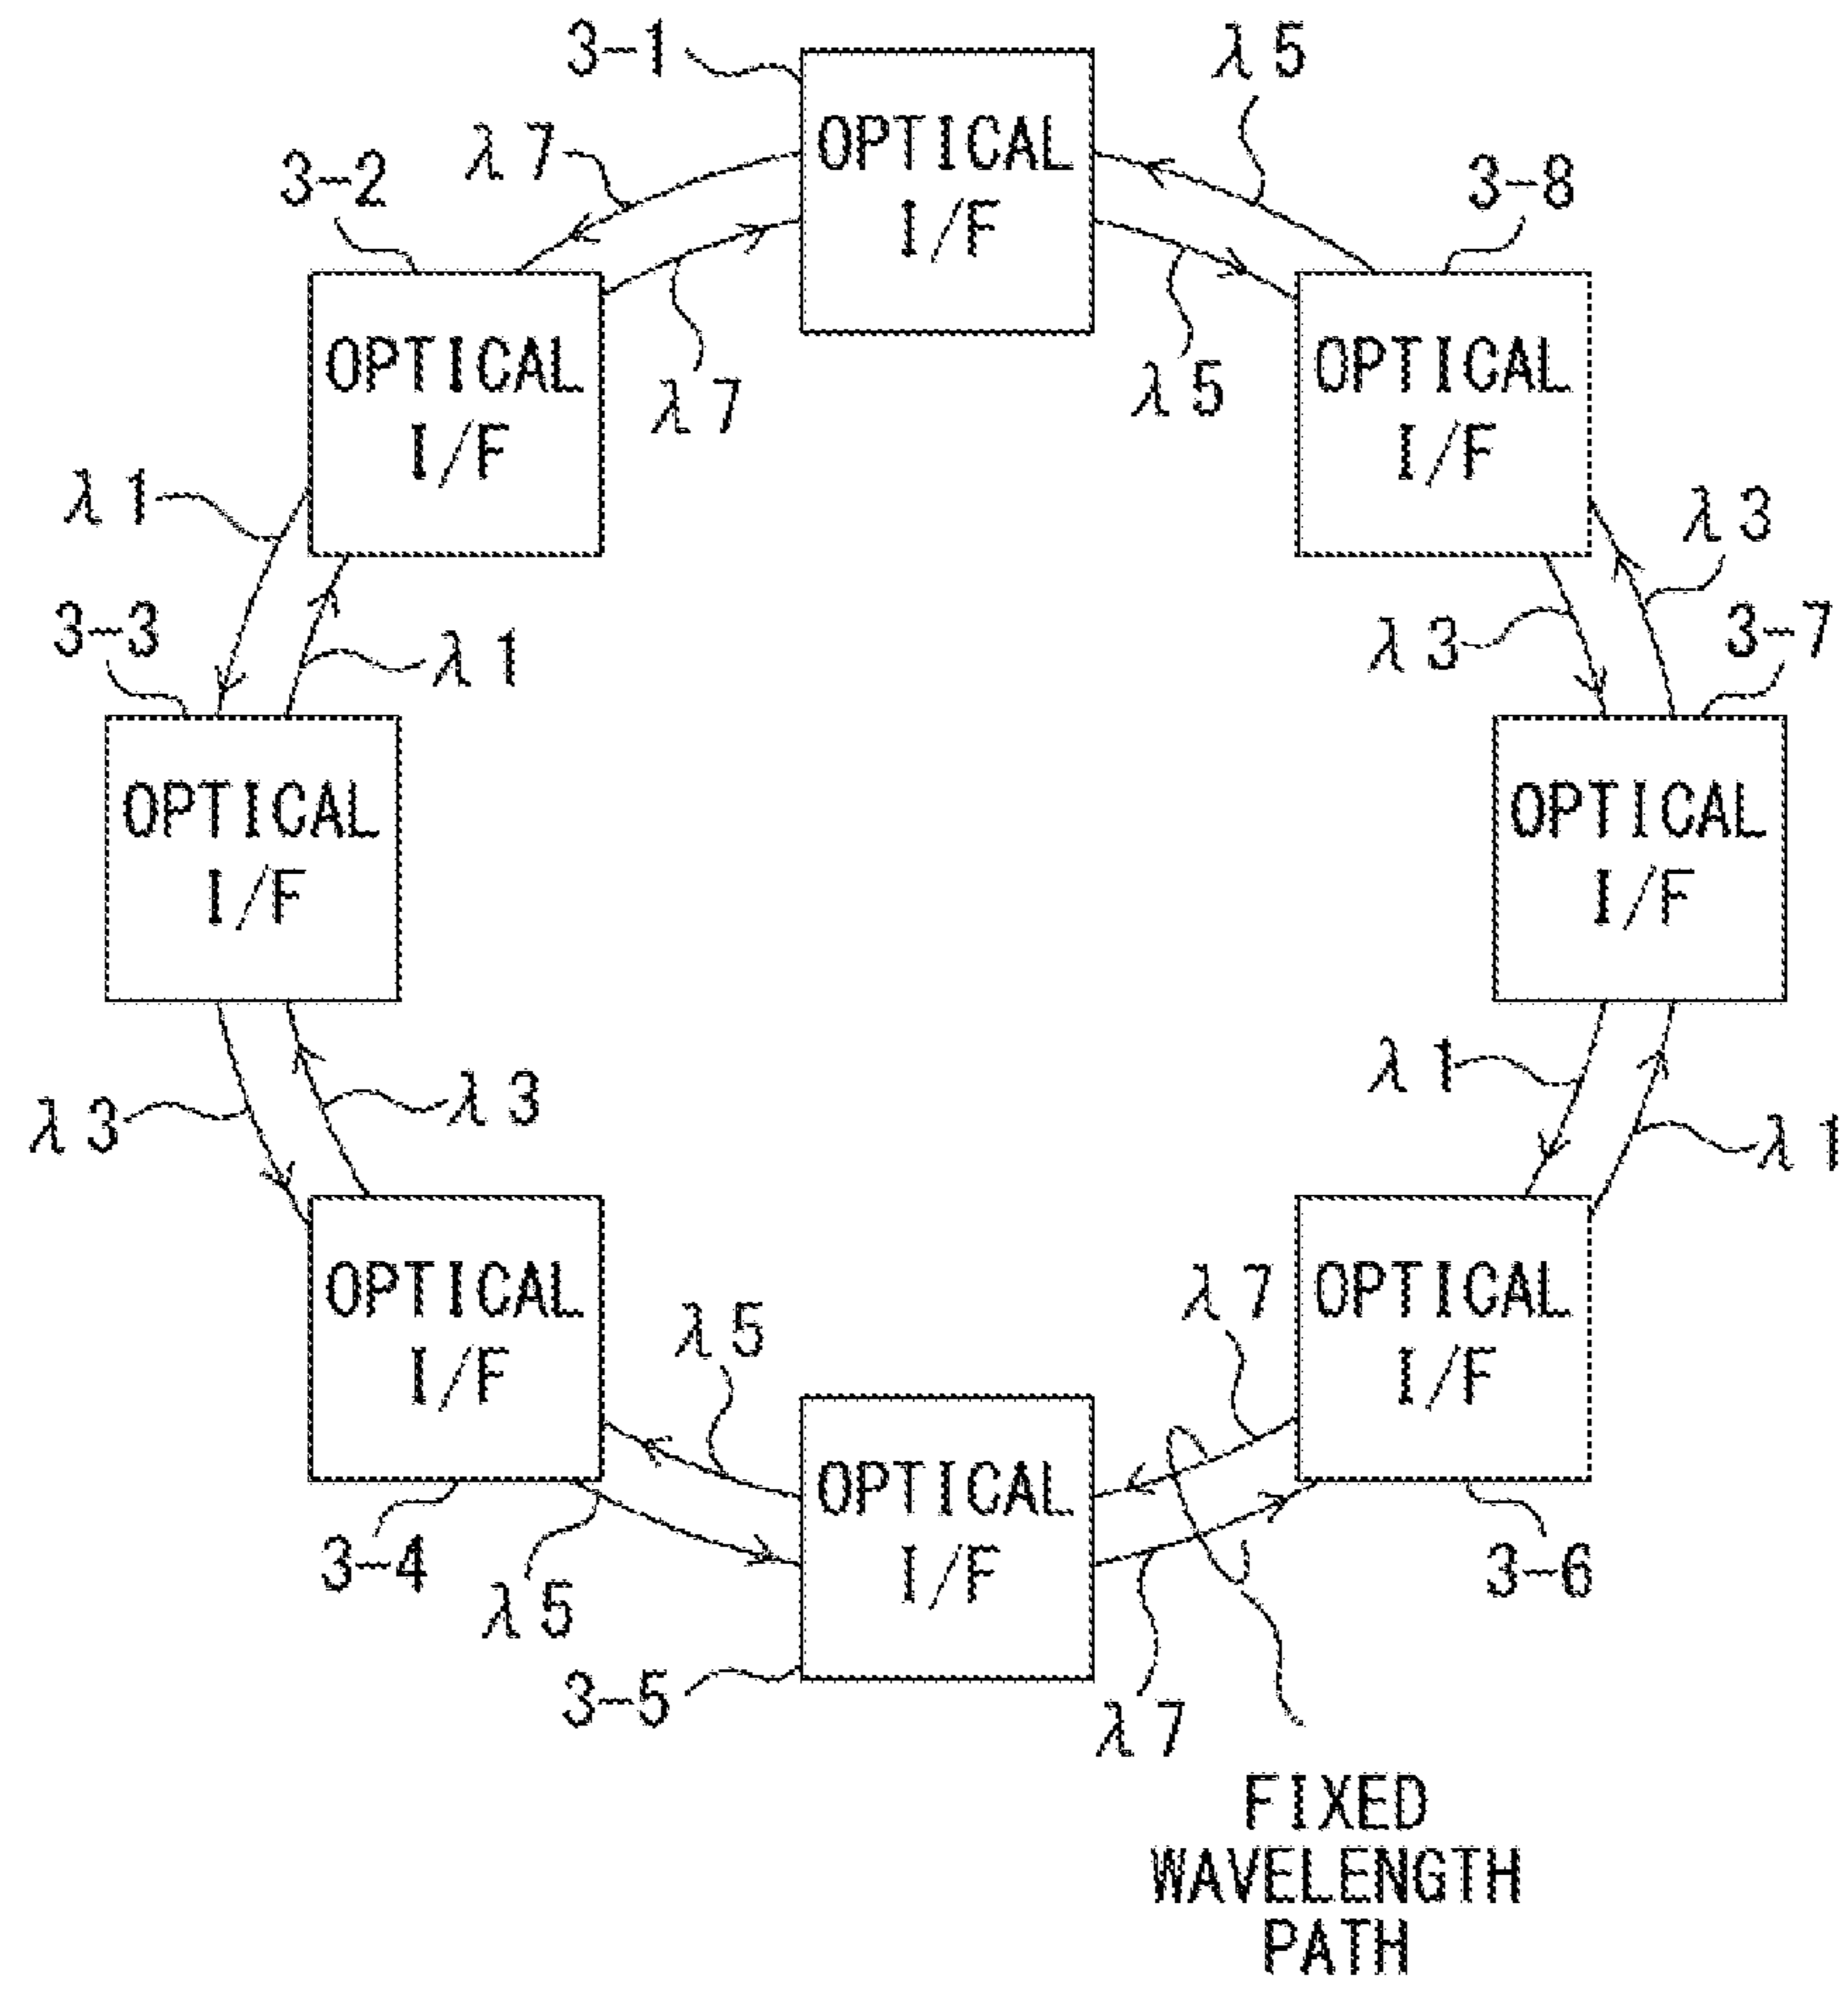 3-1
λ5
λ7
3-2
3-8
OPTICAL
I/F
λ7
λ5
OPTICAL
I/F
OPTICAL
I/F
λ1
λ3
3-3
λ1
λ3
3-7
OPTICAL
I/F
OPTICAL
I/F
λ3
λ3
λ1
λ1
OPTICAL
I/F
λ5
λ7
OPTICAL
I/F
OPTICAL
I/F
3-4
λ5
3-6
3-5
λ7
FIXED
WAVELENGTH
PATH